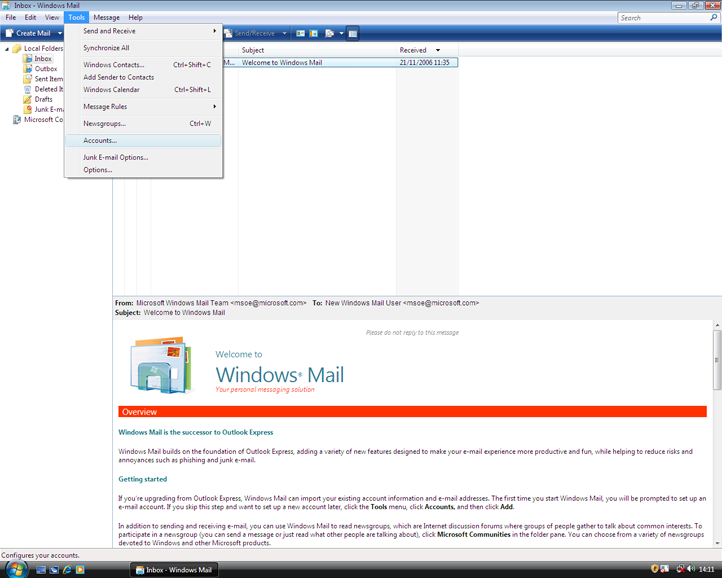 Inbox - Windows Mail
File Edit View Tools Message Help
Search
Create Mail
Send/Receive
Local Folders
Inbox
Outbox
Sent Item
Deleted It
Drafts
Junk E-ma
Microsoft Co
Send and Receive
Synchronize All
Windows Contacts... Ctrl+Shift+C
Add Sender to Contacts
Windows Calendar Ctrl+Shift+L
Message Rules
Newsgroups... Ctrl+W
Accounts...
Junk E-mail Options...
Options...
Subject Received
M... Welcome to Windows Mail 21/11/2006 11:35
From: Microsoft Windows Mail Team <msoe@microsoft.com> To: New Windows Mail User <msoe@microsoft.com>
Subject: Welcome to Windows Mail
Please do not reply to this message
Welcome to
Windows® Mail
Your personal messaging solution
Overview
Windows Mail is the successor to Outlook Express
Windows Mail builds on the foundation of Outlook Express, adding a variety of new features designed to make your e-mail experience more productive and fun, while helping to reduce risks and
annoyances such as phishing and junk e-mail.
Getting started
If you're upgrading from Outlook Express, Windows Mail can import your existing account information and e-mail addresses. The first time you start Windows Mail, you will be prompted to set up an
e-mail account. If you skip this step and want to set up a new account later, click the Tools menu, click Accounts, and then click Add.
In addition to sending and receiving e-mail, you can use Windows Mail to read newsgroups, which are Internet discussion forums where groups of people gather to talk about common interests. To
participate in a newsgroup (you can send a message or just read what other people are talking about), click Microsoft Communities in the folder pane. You can choose from a variety of newsgroups
devoted to Windows and other Microsoft products.
Configures your accounts.
Inbox - Windows Mail
14:11